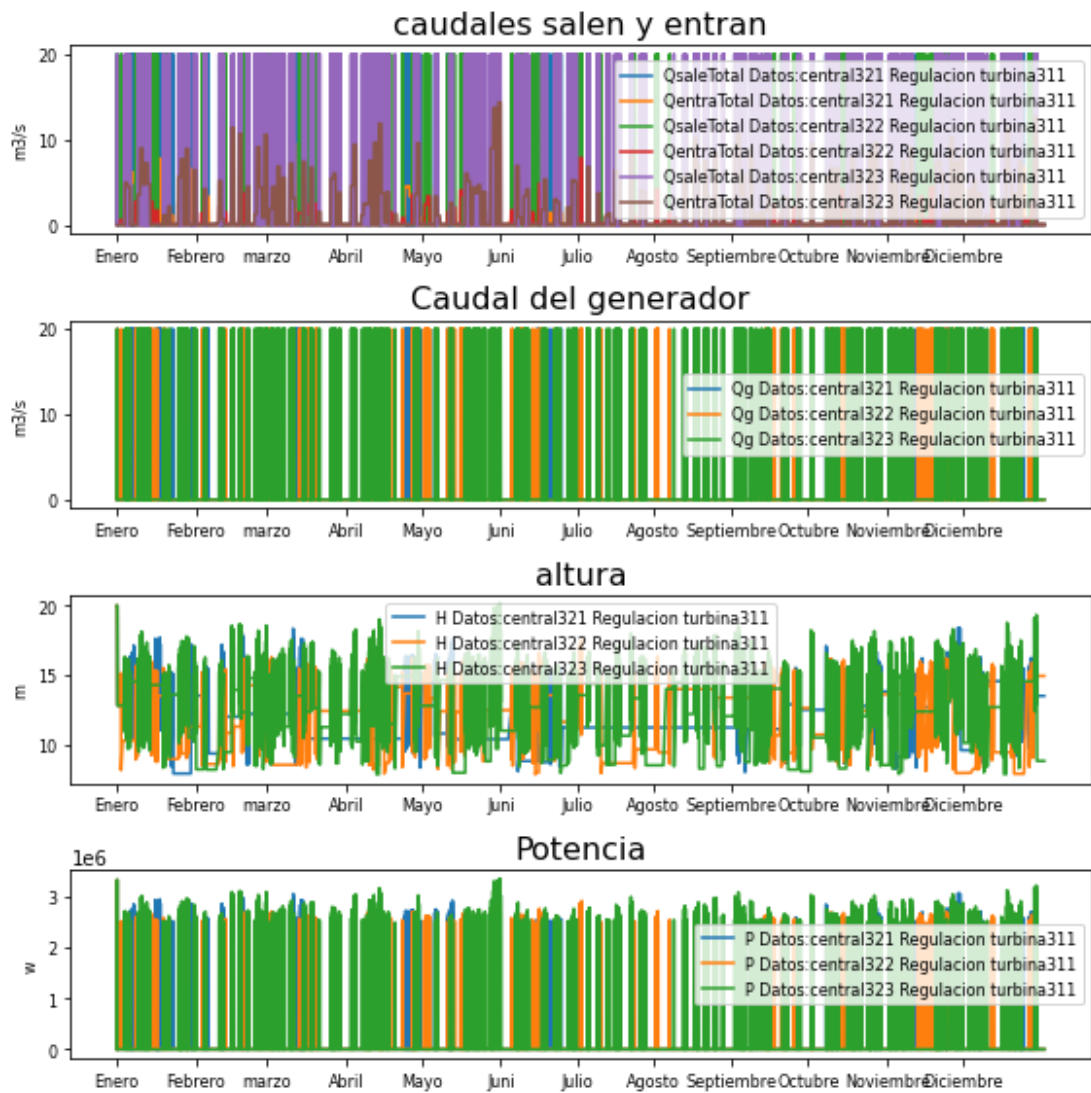 caudales salen y entran
20
10
0
m3/s
QsaleTotal Datos:central321 Regulacion turbina311
QentraTotal Datos:central321 Regulacion turbina311
QsaleTotal Datos:central322 Regulacion turbina311
QentraTotal Datos:central322 Regulacion turbina311
QsaleTotal Datos:central323 Regulacion turbina311
QentraTotal Datos:central323 Regulacion turbina311
Enero Febrero marzo Abril Mayo Juni Julio Agosto Septiembre Octubre Noviembre Diciembre
Caudal del generador
20
10
0
m3/s
Qg Datos:central321 Regulacion turbina311
Qg Datos:central322 Regulacion turbina311
Qg Datos:central323 Regulacion turbina311
Enero Febrero marzo Abril Mayo Juni Julio Agosto Septiembre Octubre Noviembre Diciembre
altura
20
15
10
m
H Datos:central321 Regulacion turbina311
H Datos:central322 Regulacion turbina311
H Datos:central323 Regulacion turbina311
Enero Febrero marzo Abril Mayo Juni Julio Agosto Septiembre Octubre Noviembre Diciembre
Potencia
1e6
3
2
1
0
w
P Datos:central321 Regulacion turbina311
P Datos:central322 Regulacion turbina311
P Datos:central323 Regulacion turbina311
Enero Febrero marzo Abril Mayo Juni Julio Agosto Septiembre Octubre Noviembre Diciembre